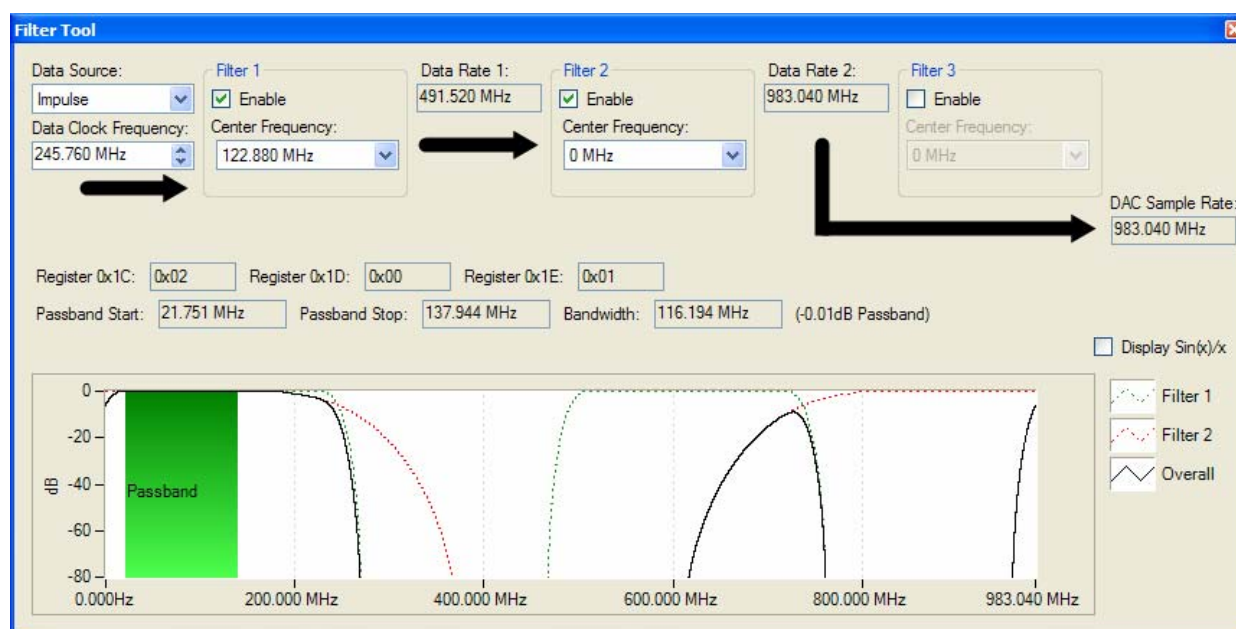 Filter Tool
Data Source:
Impulse
Data Clock Frequency:
245.760 MHz
Filter 1
Enable
Center Frequency:
122.880 MHz
Data Rate 1:
491.520 MHz
Filter 2
Enable
Center Frequency:
0 MHz
Data Rate 2:
983.040 MHz
Filter 3
Enable
Center Frequency:
0 MHz
DAC Sample Rate:
983.040 MHz
Register 0x1C: 0x02 Register 0x1D: 0x00 Register 0x1E: 0x01
Passband Start: 21.751 MHz Passband Stop: 137.944 MHz Bandwidth: 116.194 MHz (-0.01dB Passband)
Display Sin(x)/x
0
-20
-40
-60
-80
dB
Passband
0.000Hz 200.000 MHz 400.000 MHz 600.000 MHz 800.000 MHz 983.040 MHz
Filter 1
Filter 2
Overall